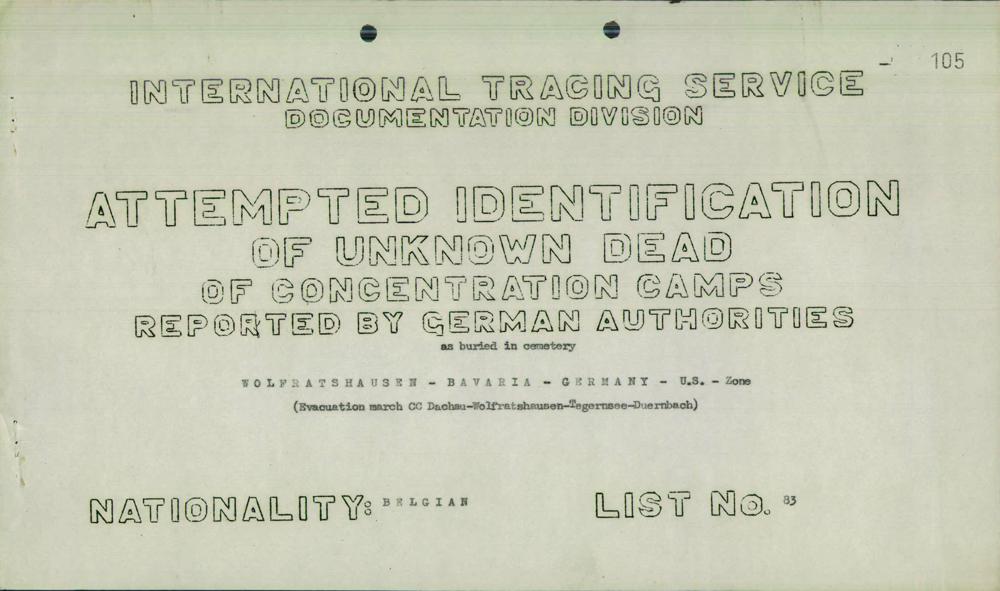 - 105
INTERNATIONAL TRACING SERVICE
DOCUMENTATION DIVISION
ATTEMPTED IDENTIFICATION
OF UNKNOWN DEAD
OF CONCENTRATION CAMPS
REPORTED BY GERMAN AUTHORITIES
as buried in cemetery
WOLFRATSHAUSEN - BAVARIA - GERMANY - U.S. - Zone
(Evacuation march CC Dachau-Wolfratshausen-Tegernsee-Duernbach)
NATIONALITY: BELGIAN LIST No. 83